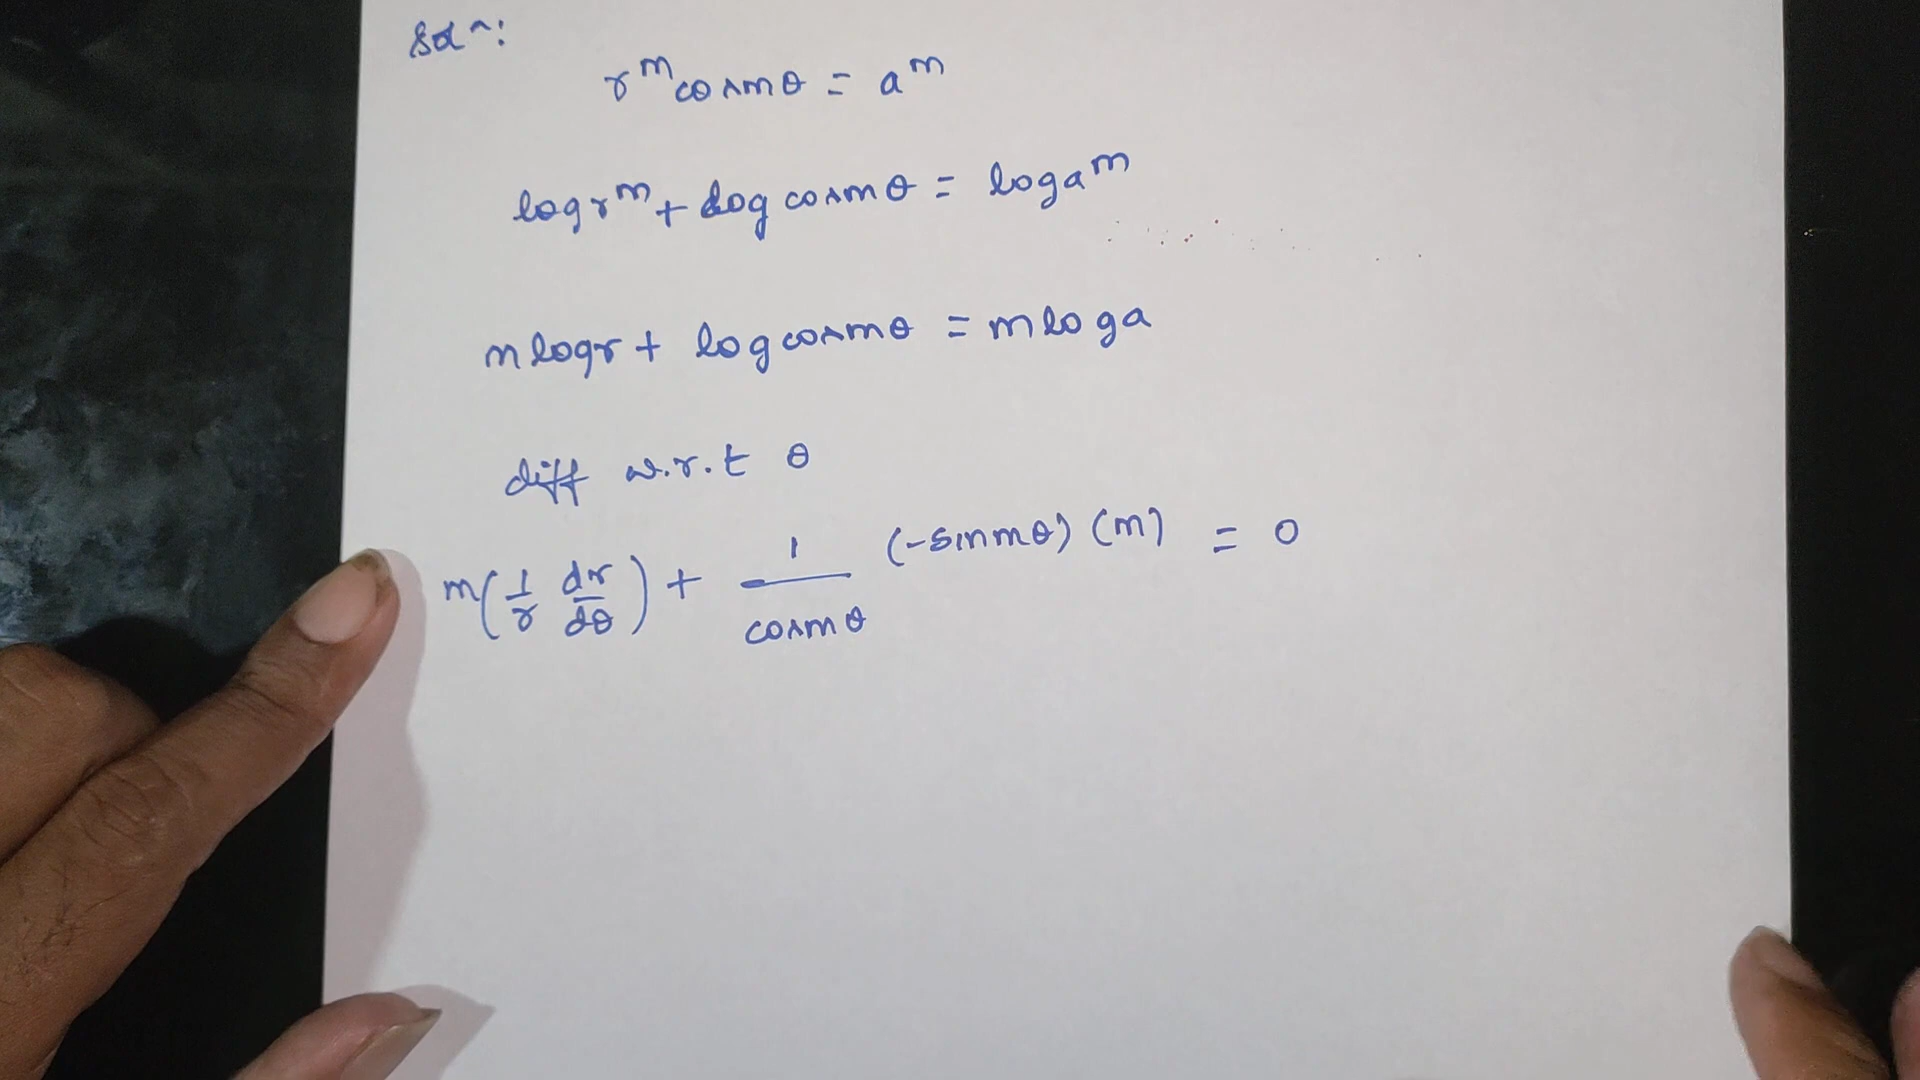 Soln:
r^m cos mθ = a^m
log r^m + log cos mθ = log a^m
m log r + log cos mθ = m log a
diff w.r.t θ
m(1/r dr/dθ) + 1/cos mθ (-sin mθ) (m) = 0